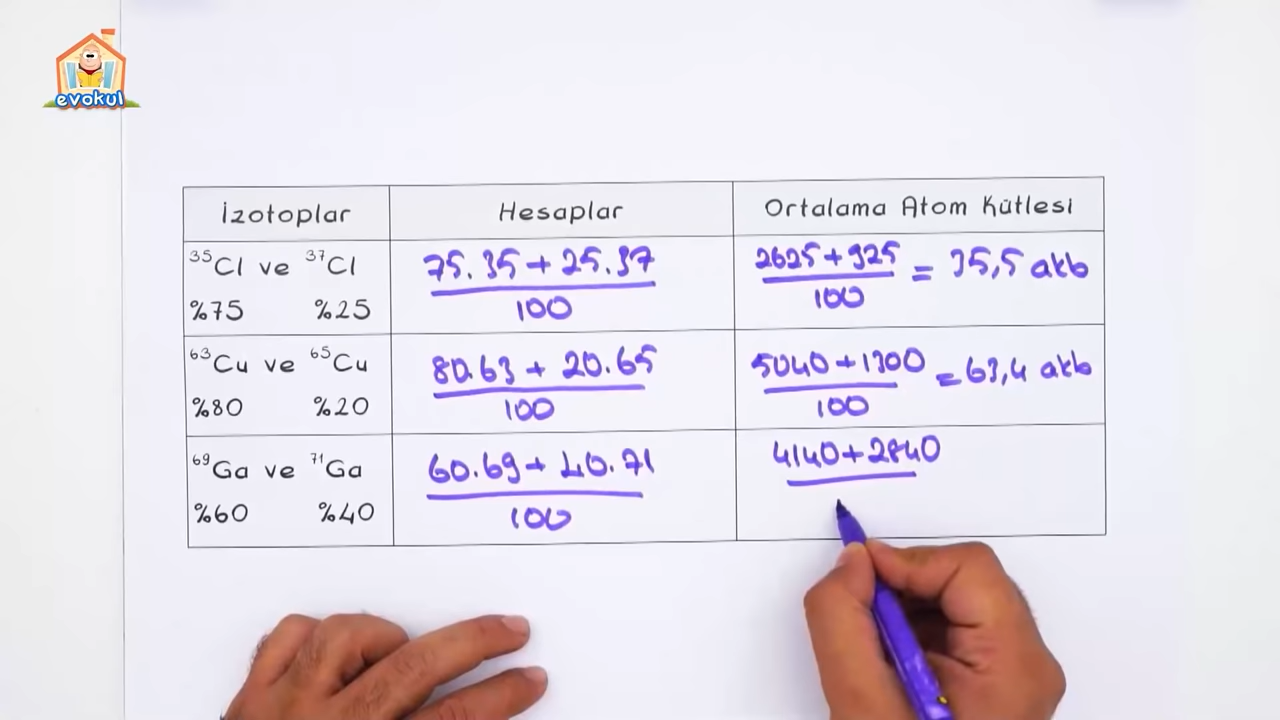 evokul
İzotoplar
Hesaplar
Ortalama Atom Kütlesi
³⁵Cl ve ³⁷Cl
%75 %25
75.35 + 25.37
100
2625 + 925
100
= 35,5 akb
⁶³Cu ve ⁶⁵Cu
%80 %20
80.63 + 20.65
100
5040 + 1300
100
= 63,4 akb
⁶⁹Ga ve ⁷¹Ga
%60 %40
60.69 + 40.71
100
4140 + 2840